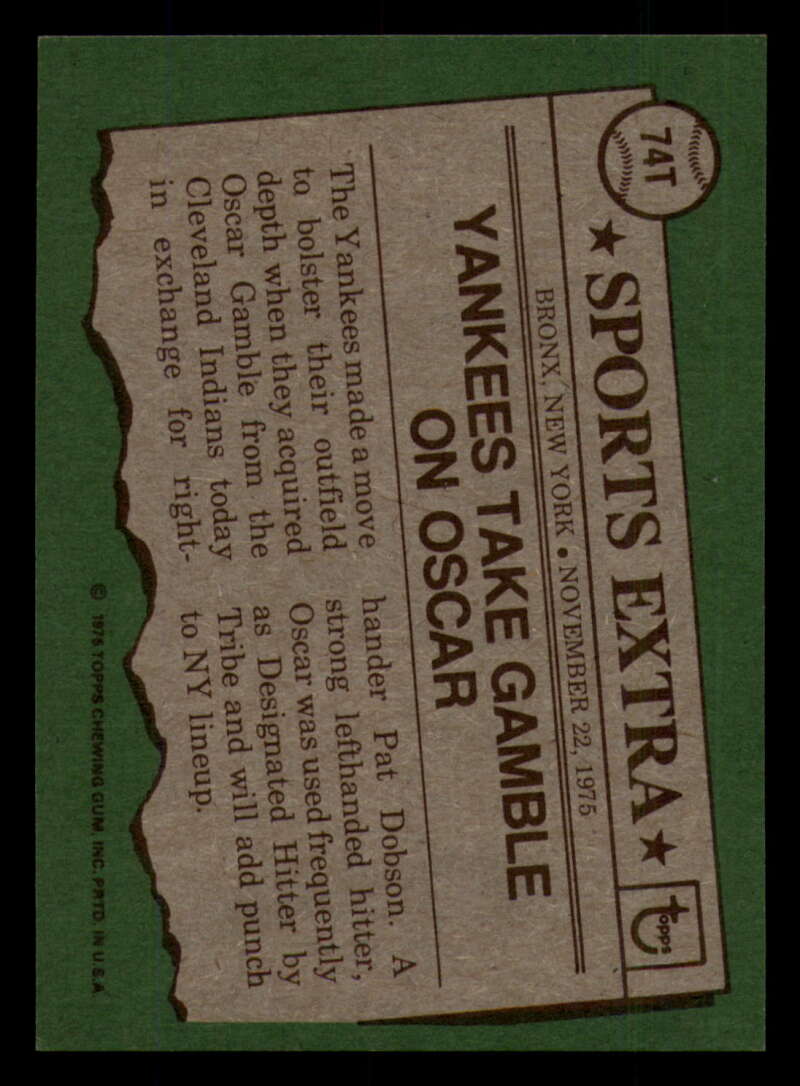 74T
★ SPORTS EXTRA ★
topps
BRONX, NEW YORK • NOVEMBER 22, 1975
YANKEES TAKE GAMBLE
ON OSCAR
The Yankees made a move
to bolster their outfield
depth when they acquired
Oscar Gamble from the
Cleveland Indians today
in exchange for right-
hander Pat Dobson. A
strong lefthanded hitter,
Oscar was used frequently
as Designated Hitter by
Tribe and will add punch
to NY lineup.
© 1976 TOPPS CHEWING GUM, INC. PRTD. IN U.S.A.